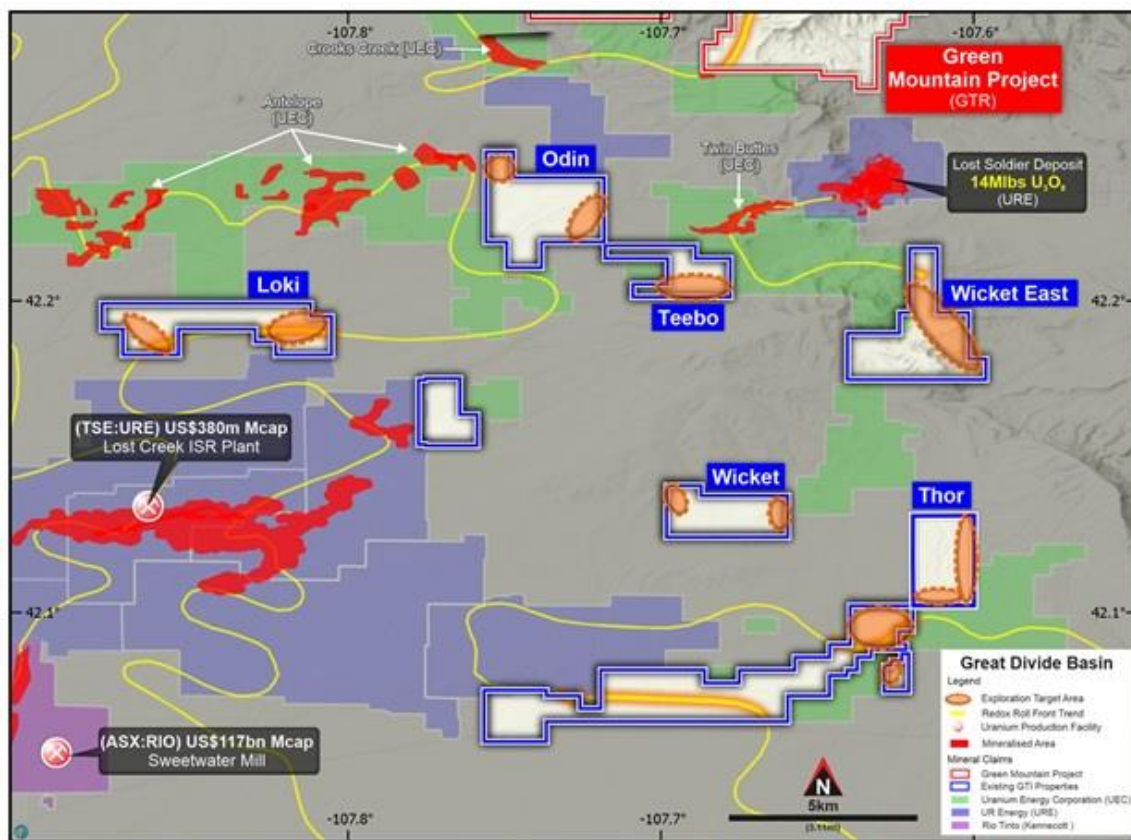 -107.8°
-107.7°
-107.6°
Crooks Creek (UEC)
Green
Mountain Project
(GTR)
Antelope
(UEC)
Odin
Twin Buttes
(UEC)
Lost Soldier Deposit
14Mlbs U₃O₈
(URE)
42.2°
Loki
Teebo
Wicket East
42.2°
(TSE:URE) US$380m Mcap
Lost Creek ISR Plant
Wicket
Thor
42.1°
42.1°
(ASX:RIO) US$117bn Mcap
Sweetwater Mill
Great Divide Basin
Legend
Exploration Target Area
Redox Roll Front Trend
Uranium Production Facility
Mineralised Area
Mineral Claims
Green Mountain Project
Existing GTI Properties
Uranium Energy Corporation (UEC)
UR Energy (URE)
Rio Tinto (Kennecott )
N
5km
-107.8°
-107.7°